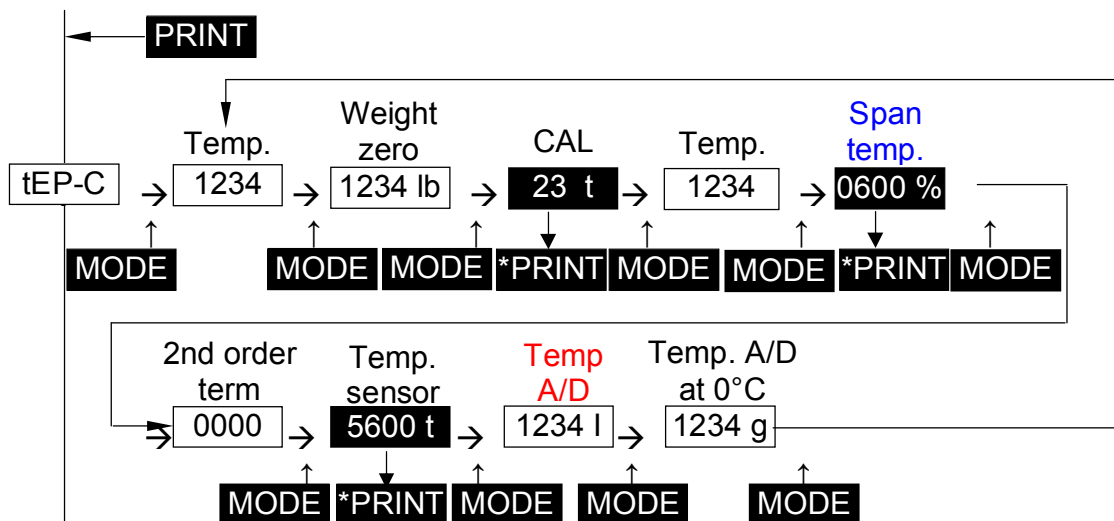 PRINT
Temp.
Weight
zero
CAL
Temp.
Span
temp.
tEP-C
1234
1234 lb
23 t
1234
0600 %
MODE
MODE
MODE
*PRINT
MODE
MODE
*PRINT
MODE
2nd order
term
Temp.
sensor
Temp
A/D
Temp. A/D
at 0°C
0000
5600 t
1234 l
1234 g
MODE
*PRINT
MODE
MODE
MODE